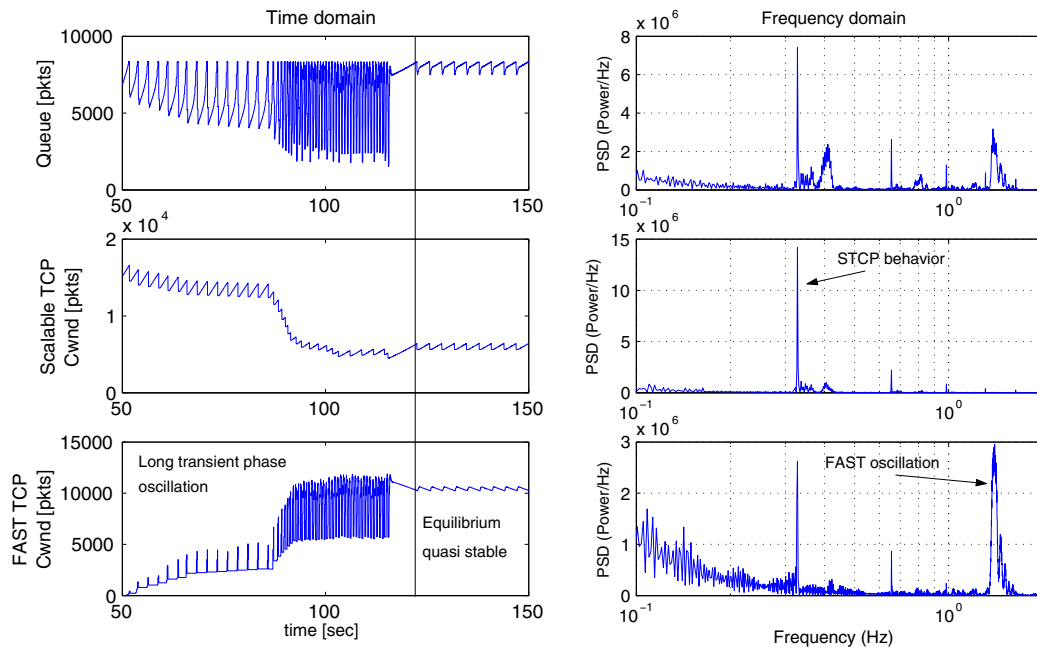 Time domain
Queue [pkts]
10000
5000
0
50
100
150
x 10^4
Scalable TCP
Cwnd [pkts]
2
1
0
50
100
150
FAST TCP
Cwnd [pkts]
15000
10000
5000
0
Long transient phase
oscillation
Equilibrium
quasi stable
50
100
150
time [sec]
Frequency domain
x 10^6
PSD (Power/Hz)
8
6
4
2
0
10^-1
10^0
x 10^6
PSD (Power/Hz)
15
10
5
0
STCP behavior
10^-1
10^0
x 10^6
PSD (Power/Hz)
3
2
1
0
FAST oscillation
10^-1
10^0
Frequency (Hz)